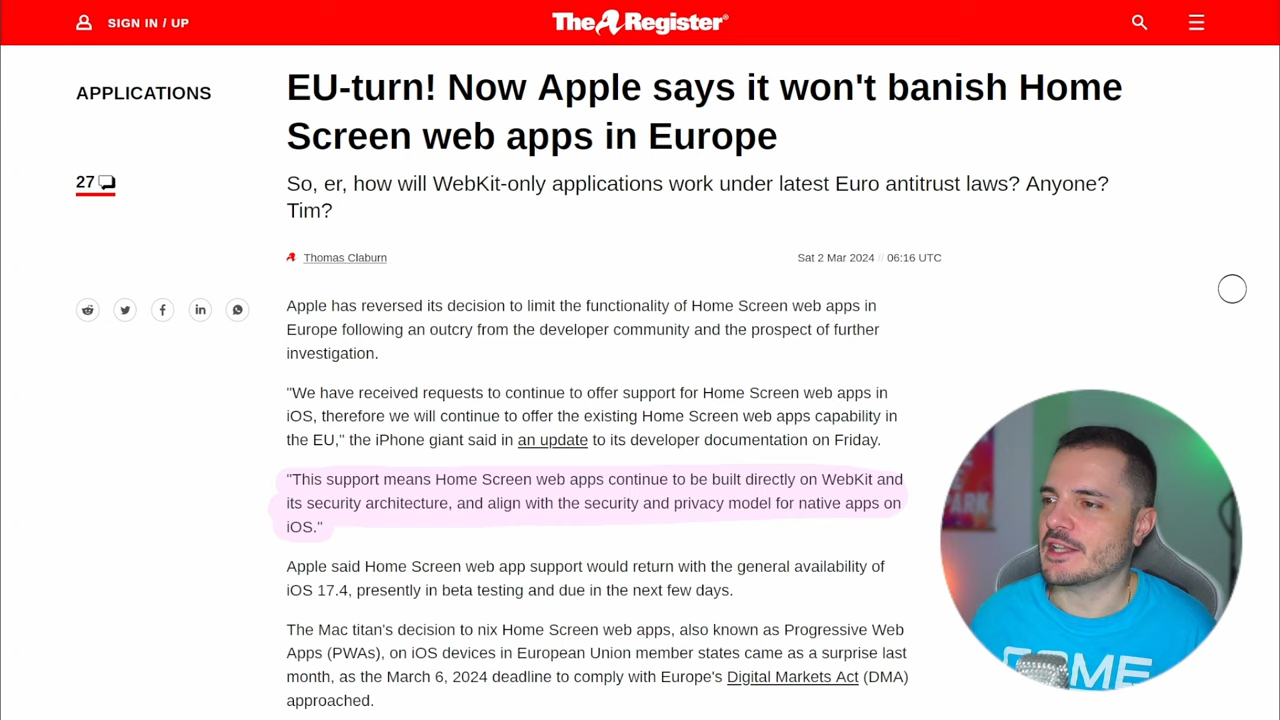 SIGN IN / UP
The Register®
APPLICATIONS
EU-turn! Now Apple says it won't banish Home
Screen web apps in Europe
27
So, er, how will WebKit-only applications work under latest Euro antitrust laws? Anyone?
Tim?
Thomas Claburn
Sat 2 Mar 2024 // 06:16 UTC
Apple has reversed its decision to limit the functionality of Home Screen web apps in
Europe following an outcry from the developer community and the prospect of further
investigation.
"We have received requests to continue to offer support for Home Screen web apps in
iOS, therefore we will continue to offer the existing Home Screen web apps capability in
the EU," the iPhone giant said in an update to its developer documentation on Friday.
"This support means Home Screen web apps continue to be built directly on WebKit and
its security architecture, and align with the security and privacy model for native apps on
iOS."
Apple said Home Screen web app support would return with the general availability of
iOS 17.4, presently in beta testing and due in the next few days.
The Mac titan's decision to nix Home Screen web apps, also known as Progressive Web
Apps (PWAs), on iOS devices in European Union member states came as a surprise last
month, as the March 6, 2024 deadline to comply with Europe's Digital Markets Act (DMA)
approached.